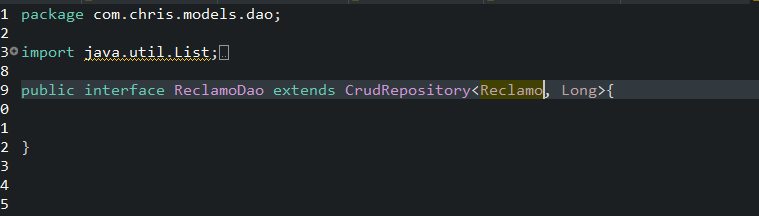 1 package com.chris.models.dao;
2
3 import java.util.List;
8
9 public interface ReclamoDao extends CrudRepository<Reclamo, Long>{
0
1
2 }
3
4
5